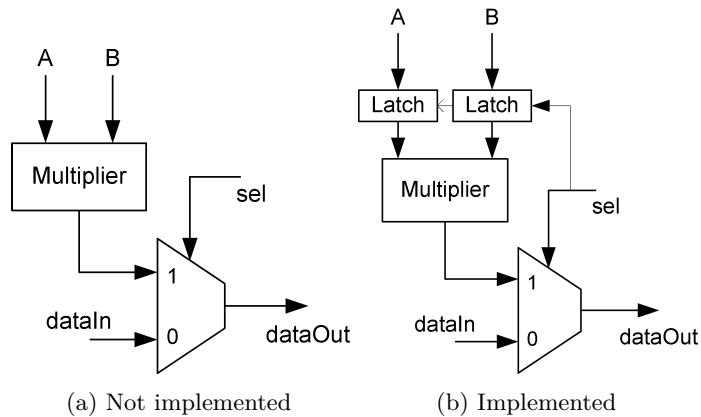 A B
Multiplier
sel
1
dataIn
0
dataOut
(a) Not implemented
A B
Latch Latch
Multiplier
sel
1
dataIn
0
dataOut
(b) Implemented